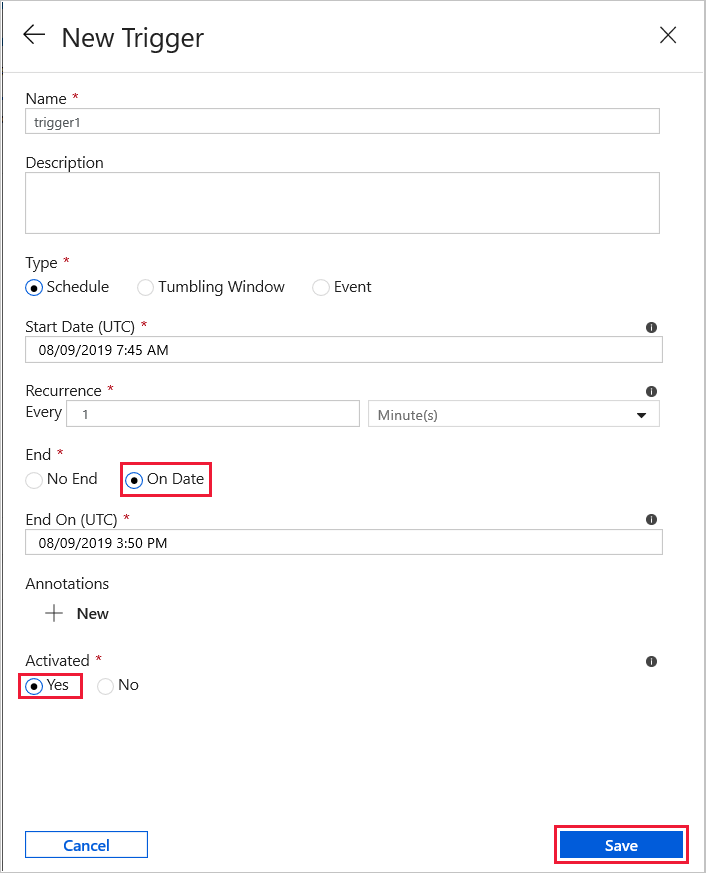 New Trigger
Name *
trigger1
Description
Type *
Schedule Tumbling Window Event
Start Date (UTC) *
08/09/2019 7:45 AM
Recurrence *
Every 1 Minute(s)
End *
No End On Date
End On (UTC) *
08/09/2019 3:50 PM
Annotations
New
Activated *
Yes No
Cancel Save